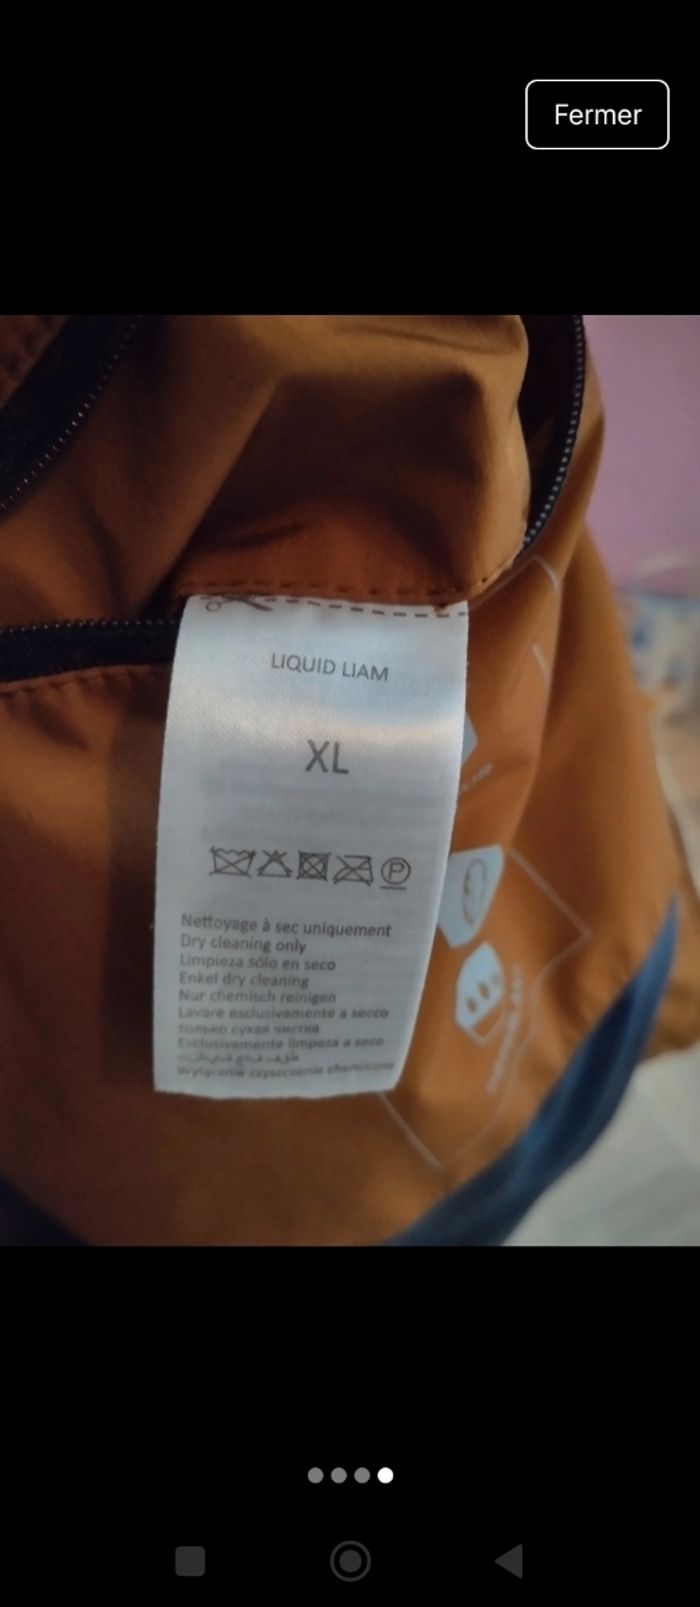 Fermer
LIQUID LIAM
XL
P
Nettoyage à sec uniquement
Dry cleaning only
Limpieza sólo en seco
Enkel dry cleaning
Nur chemisch reinigen
Lavare esclusivamente a secco
только сухая чистка
Exclusivamente limpeza a seco
Wyłącznie czyszczenie chemiczne